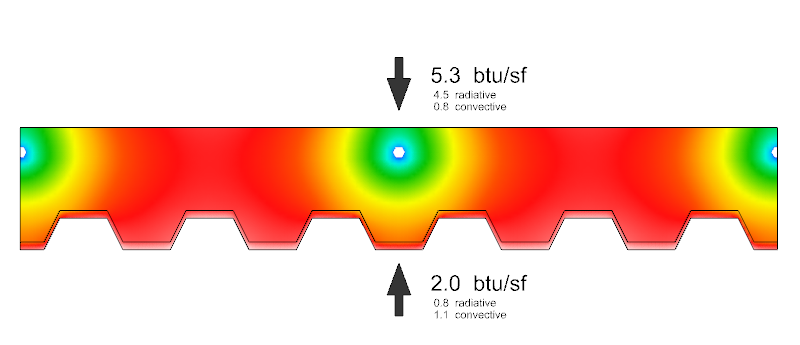 5.3 btu/sf
4.5 radiative
0.8 convective
2.0 btu/sf
0.8 radiative
1.1 convective